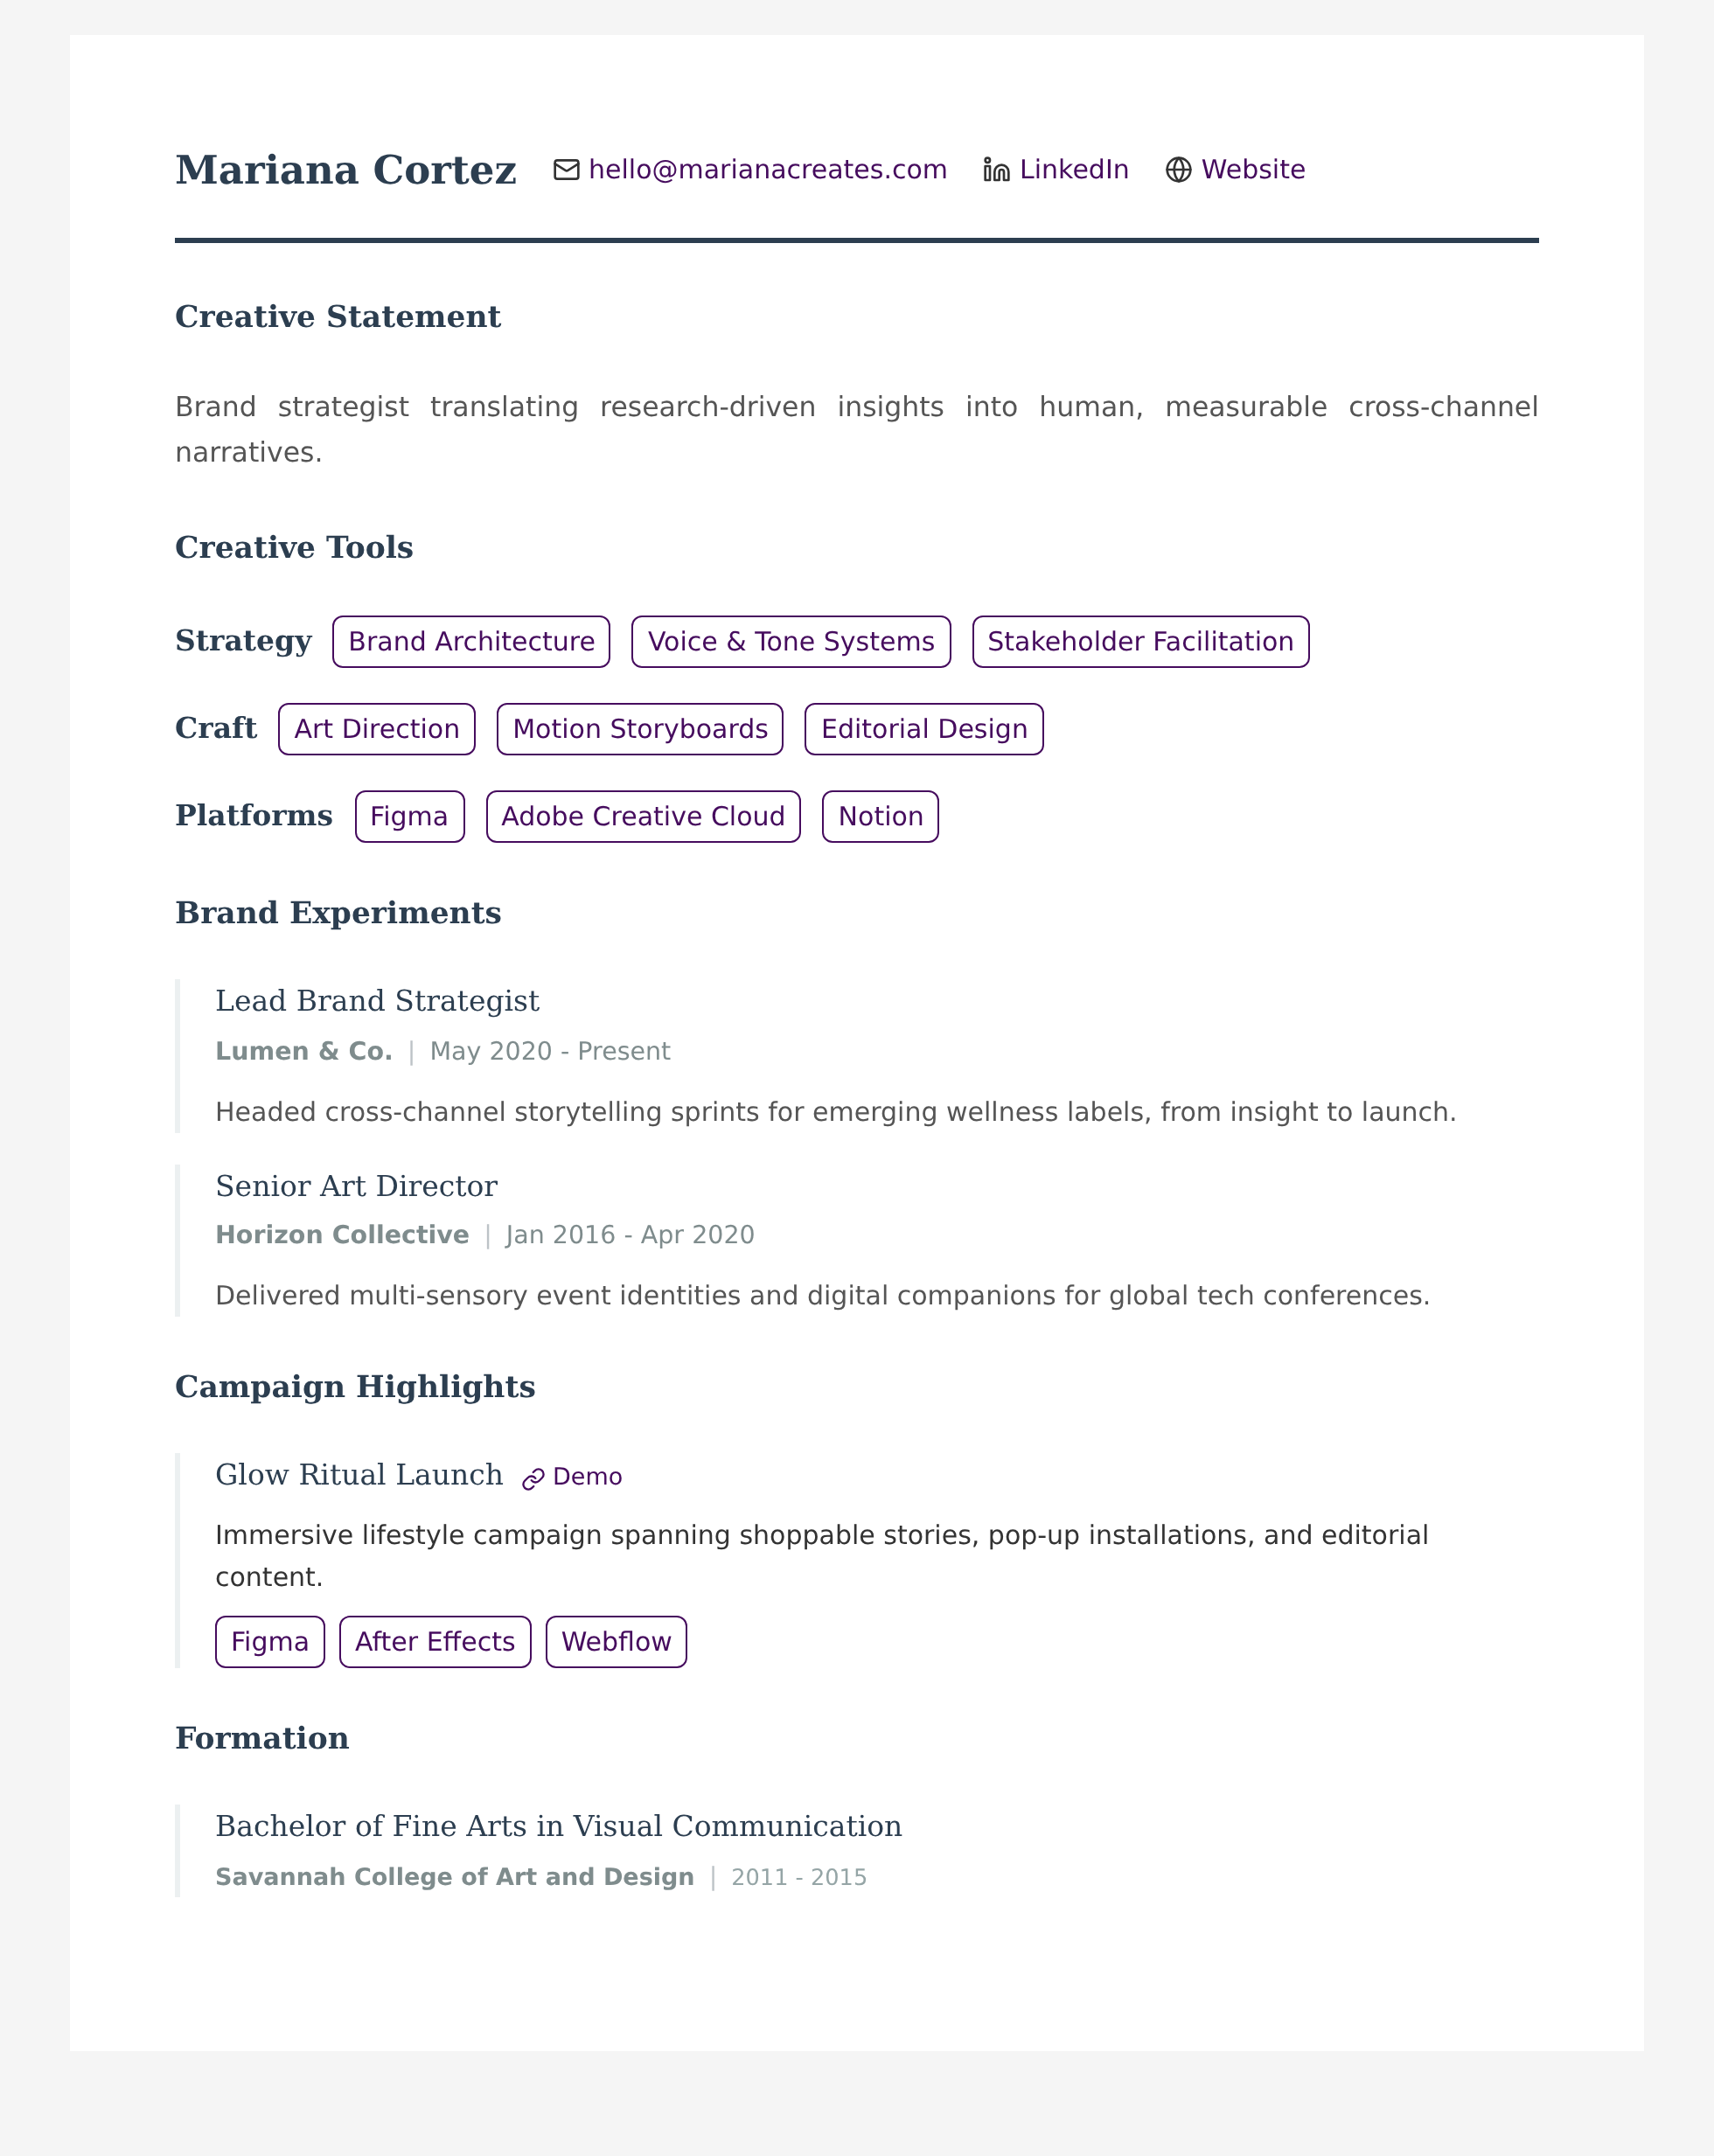 Mariana Cortez hello@marianacreates.com LinkedIn Website
Creative Statement
Brand strategist translating research-driven insights into human, measurable cross-channel
narratives.
Creative Tools
Strategy Brand Architecture Voice & Tone Systems Stakeholder Facilitation
Craft Art Direction Motion Storyboards Editorial Design
Platforms Figma Adobe Creative Cloud Notion
Brand Experiments
Lead Brand Strategist
Lumen & Co. | May 2020 - Present
Headed cross-channel storytelling sprints for emerging wellness labels, from insight to launch.
Senior Art Director
Horizon Collective | Jan 2016 - Apr 2020
Delivered multi-sensory event identities and digital companions for global tech conferences.
Campaign Highlights
Glow Ritual Launch Demo
Immersive lifestyle campaign spanning shoppable stories, pop-up installations, and editorial
content.
Figma After Effects Webflow
Formation
Bachelor of Fine Arts in Visual Communication
Savannah College of Art and Design | 2011 - 2015